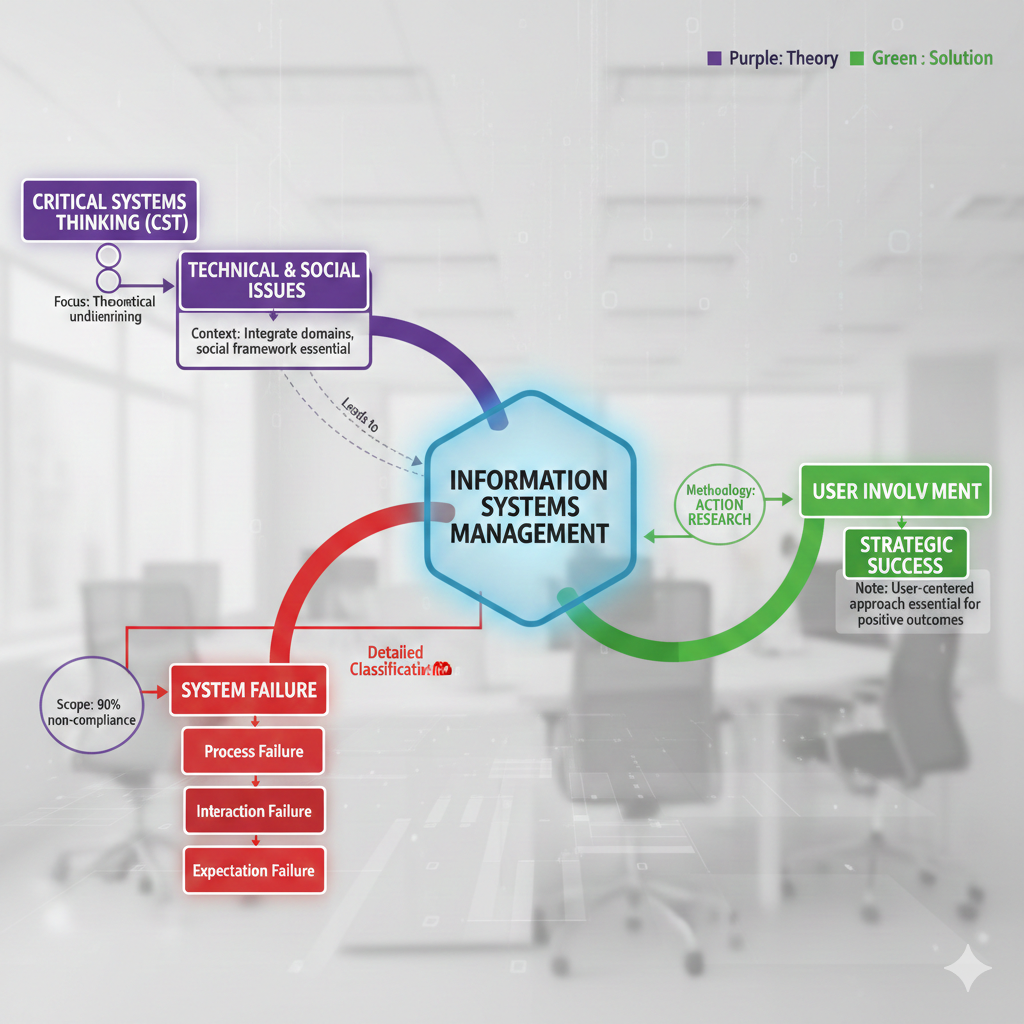 Purple: Theory
Green : Solution
CRITICAL SYSTEMS
THINKING (CST)
Focus:
TECHNICAL & SOCIAL
ISSUES
Context: Integrate domains,
social framework essential
Leads to
INFORMATION
SYSTEMS
MANAGEMENT
Methoalogy:
ACTION
RESEARCH
USER INVOLV MENT
STRATEGIC
SUCCESS
Note: User-centered
approach essential for
positive outcomes
Detailed
Scope: 90%
non-compliance
SYSTEM FAILURE
Process Failure
Interaction Failure
Expectation Failure